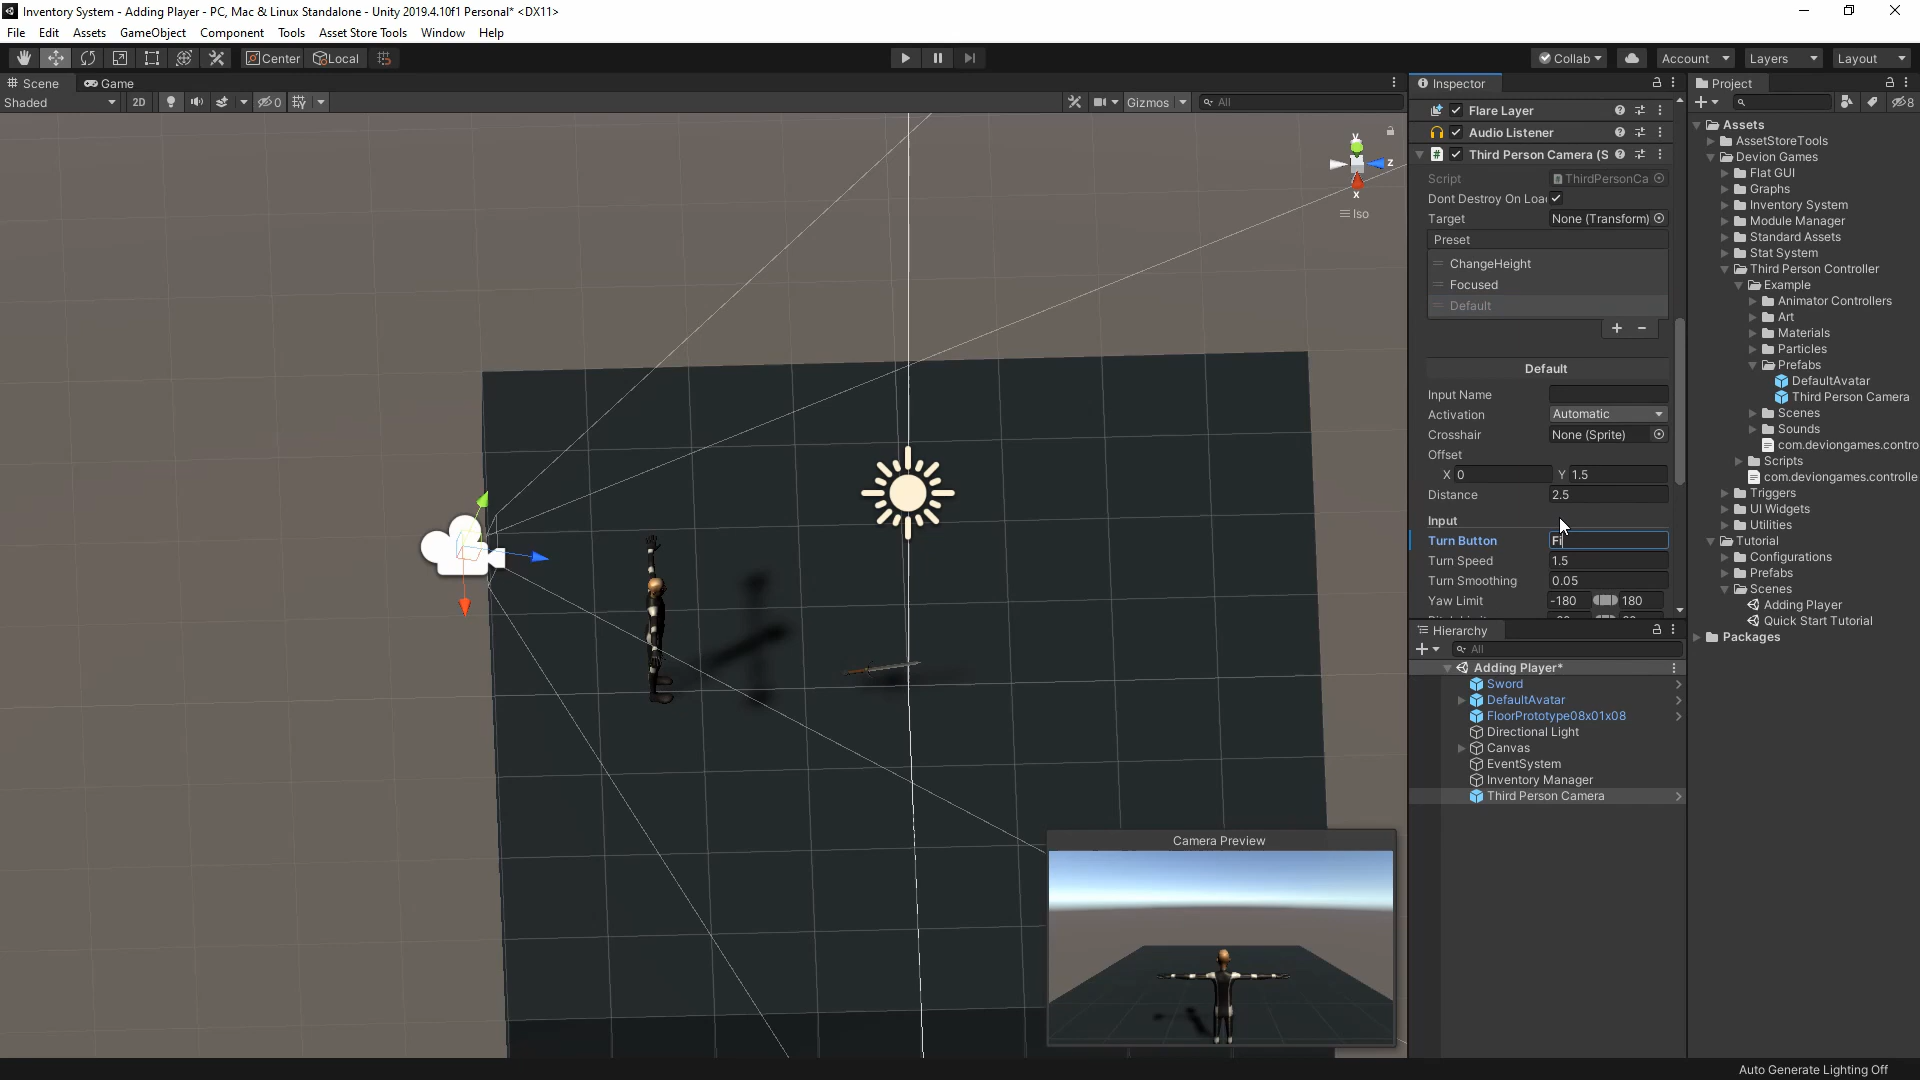 Inventory System - Adding Player - PC, Mac & Linux Standalone - Unity 2019.4.10f1 Personal* <DX11>
File Edit Assets GameObject Component Tools Asset Store Tools Window Help
Center Local Collab Account Layers Layout
Scene Game
Shaded 2D 0 Gizmos All
y
z
x
Iso
Camera Preview
Inspector
Flare Layer
Audio Listener
Third Person Camera (S
Script ThirdPersonCa
Dont Destroy On Loa
Target None (Transform)
Preset
ChangeHeight
Focused
Default
Default
Input Name
Activation Automatic
Crosshair None (Sprite)
Offset
X 0 Y 1.5
Distance 2.5
Input
Turn Button Fi
Turn Speed 1.5
Turn Smoothing 0.05
Yaw Limit -180 180
Hierarchy
All
Adding Player*
Sword
DefaultAvatar
FloorPrototype08x01x08
Directional Light
Canvas
EventSystem
Inventory Manager
Third Person Camera
Project
8
Assets
AssetStoreTools
Devion Games
Flat GUI
Graphs
Inventory System
Module Manager
Standard Assets
Stat System
Third Person Controller
Example
Animator Controllers
Art
Materials
Particles
Prefabs
DefaultAvatar
Third Person Camera
Scenes
Sounds
com.deviongames.contro
Scripts
com.deviongames.controlle
Triggers
UI Widgets
Utilities
Tutorial
Configurations
Prefabs
Scenes
Adding Player
Quick Start Tutorial
Packages
Auto Generate Lighting Off